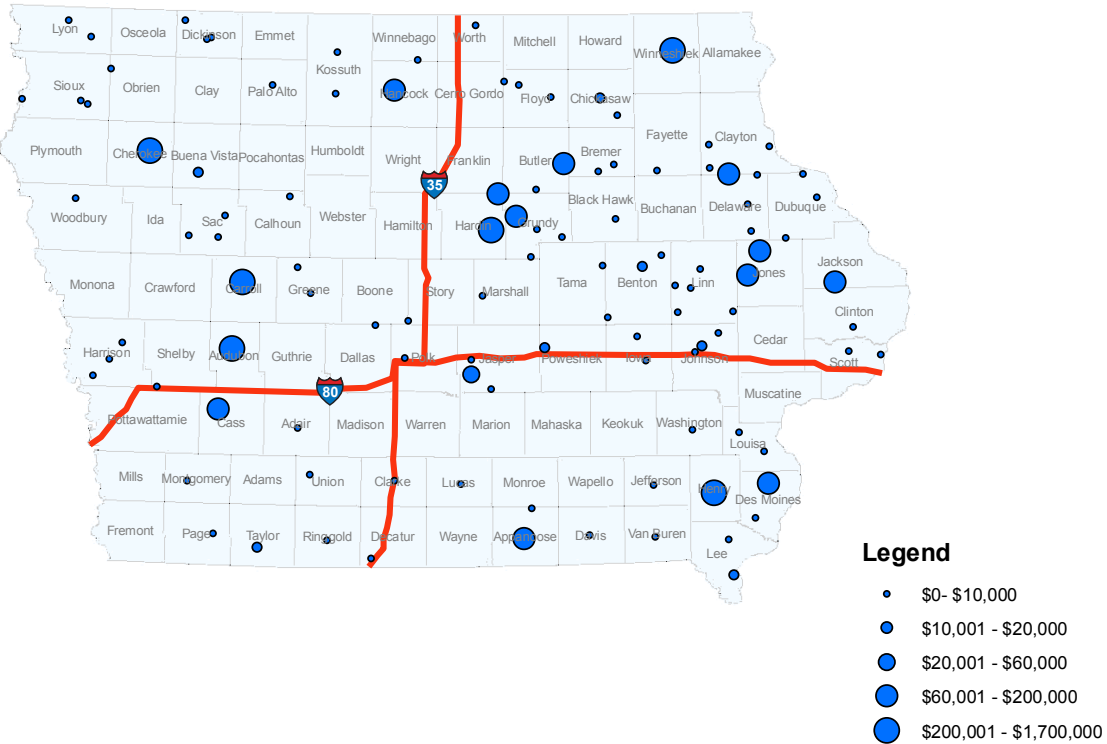 Lyon
Osceola
Dickinson
Emmet
Winnebago
Worth
Mitchell
Howard
Winneshiek
Allamakee
Kossuth
Sioux
Obrien
Clay
Palo Alto
Hancock
Cerro Gordo
Floyd
Chickasaw
Plymouth
Cherokee
Buena Vista
Pocahontas
Humboldt
Wright
Franklin
Butler
Bremer
Fayette
Clayton
35
Woodbury
Ida
Sac
Calhoun
Webster
Hamilton
Hardin
Grundy
Black Hawk
Buchanan
Delaware
Dubuque
Monona
Crawford
Carroll
Greene
Boone
Story
Marshall
Tama
Benton
Linn
Jones
Jackson
Clinton
Harrison
Shelby
Audubon
Guthrie
Dallas
Polk
Jasper
Poweshiek
Iowa
Johnson
Cedar
Scott
80
Muscatine
Pottawattamie
Cass
Adair
Madison
Warren
Marion
Mahaska
Keokuk
Washington
Louisa
Mills
Montgomery
Adams
Union
Clarke
Lucas
Monroe
Wapello
Jefferson
Henry
Des Moines
Fremont
Page
Taylor
Ringgold
Decatur
Wayne
Appanoose
Davis
Van Buren
Lee
Legend
$0- $10,000
$10,001 - $20,000
$20,001 - $60,000
$60,001 - $200,000
$200,001 - $1,700,000